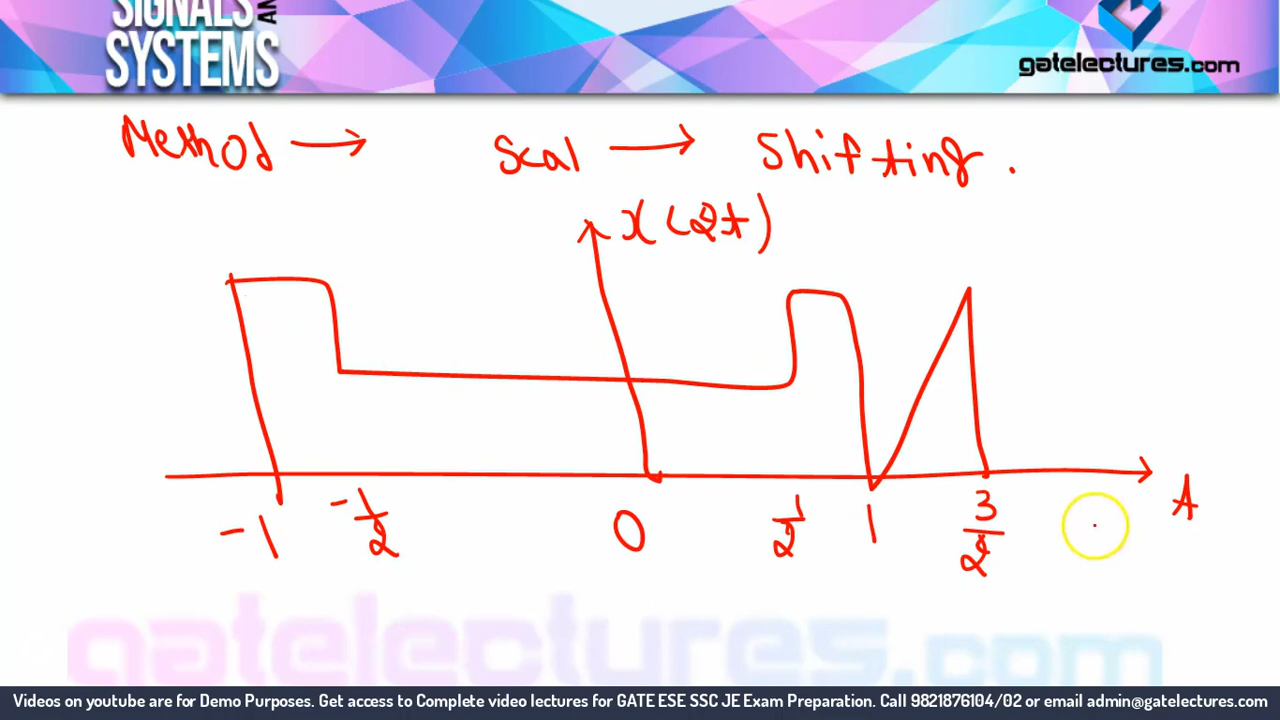 SIGNALS AND
SYSTEMS
gatelectures.com
Method → Scal → Shifting.
x(2t)
-1 -1/2 0 1/2 1 3/2 t
gatelectures.com
Videos on youtube are for Demo Purposes. Get access to Complete video lectures for GATE ESE SSC JE Exam Preparation. Call 9821876104/02 or email admin@gatelectures.com